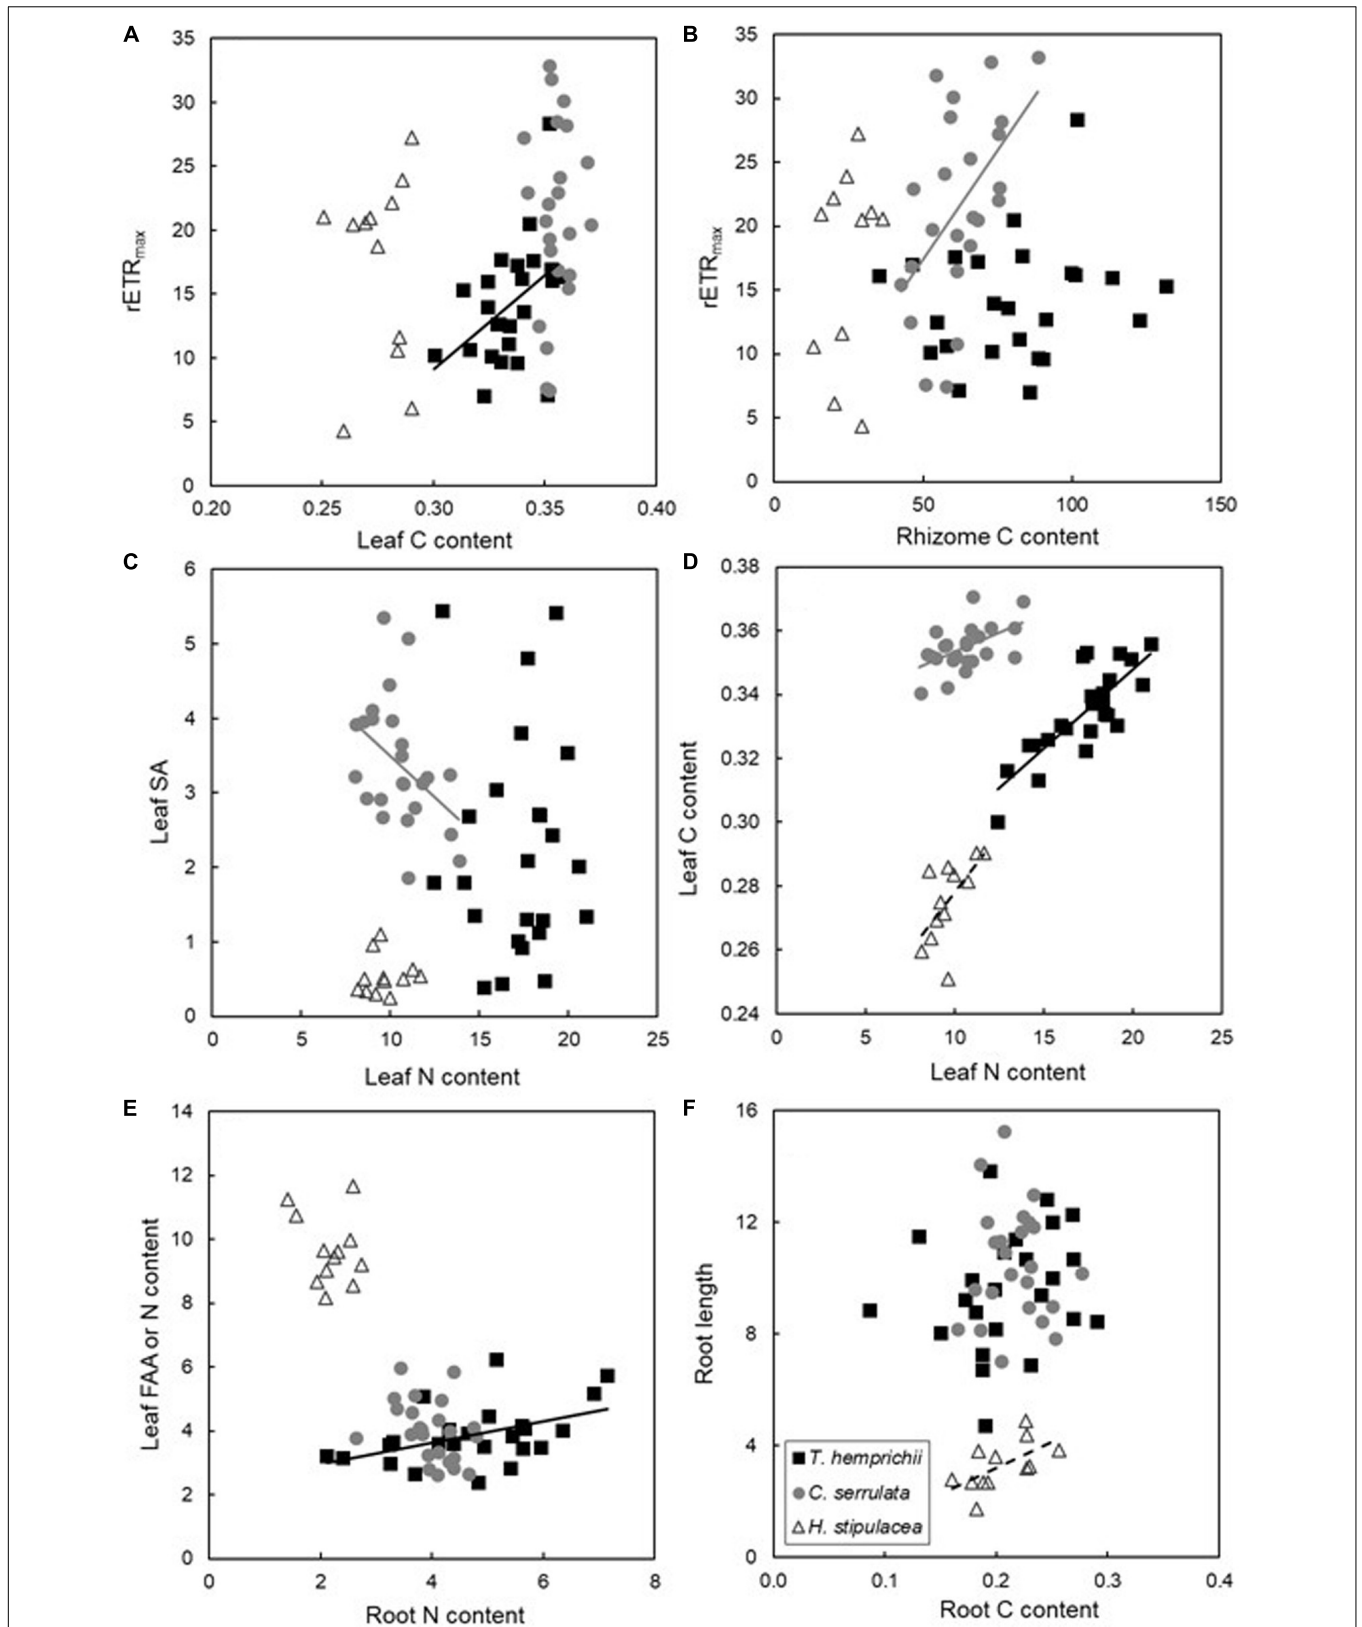 A
35
30
25
20
15
10
5
0
rETRmax
0.20 0.25 0.30 0.35 0.40
Leaf C content
B
35
30
25
20
15
10
5
0
rETRmax
0 50 100 150
Rhizome C content
C
6
5
4
3
2
1
0
Leaf SA
0 5 10 15 20 25
Leaf N content
D
0.38
0.36
0.34
0.32
0.30
0.28
0.26
0.24
Leaf C content
0 5 10 15 20 25
Leaf N content
E
14
12
10
8
6
4
2
0
Leaf FAA or N content
0 2 4 6 8
Root N content
F
16
12
8
4
0
Root length
T. hemprichii
C. serrulata
H. stipulacea
0.0 0.1 0.2 0.3 0.4
Root C content